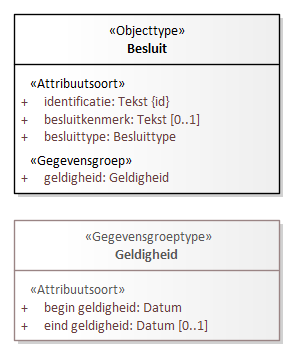 «Objecttype»
Besluit
«Attribuutsoort»
+ identificatie: Tekst {id}
+ besluitkenmerk: Tekst [0..1]
+ besluittype: Besluittype
«Gegevensgroep»
+ geldigheid: Geldigheid
«Gegevensgroeptype»
Geldigheid
«Attribuutsoort»
+ begin geldigheid: Datum
+ eind geldigheid: Datum [0..1]